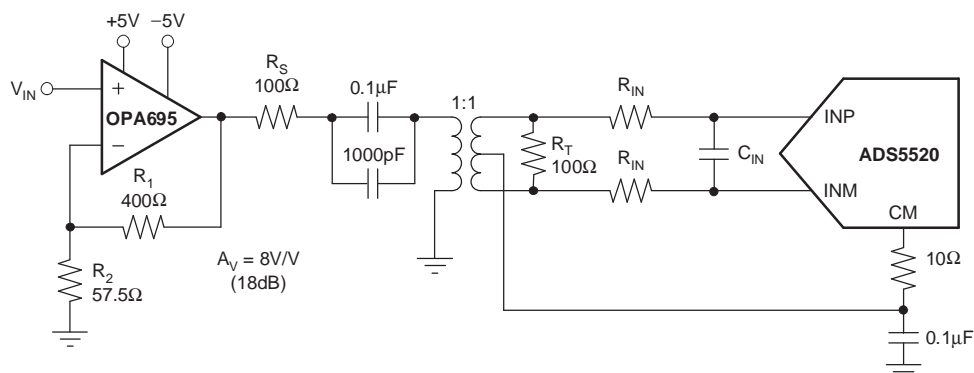 +5V −5V
V_IN
+
OPA695
−
R_S
100Ω
0.1μF
1000pF
1:1
R_T
100Ω
R_IN
R_IN
C_IN
INP
ADS5520
INM
CM
R_1
400Ω
R_2
57.5Ω
A_V = 8V/V
(18dB)
10Ω
0.1μF